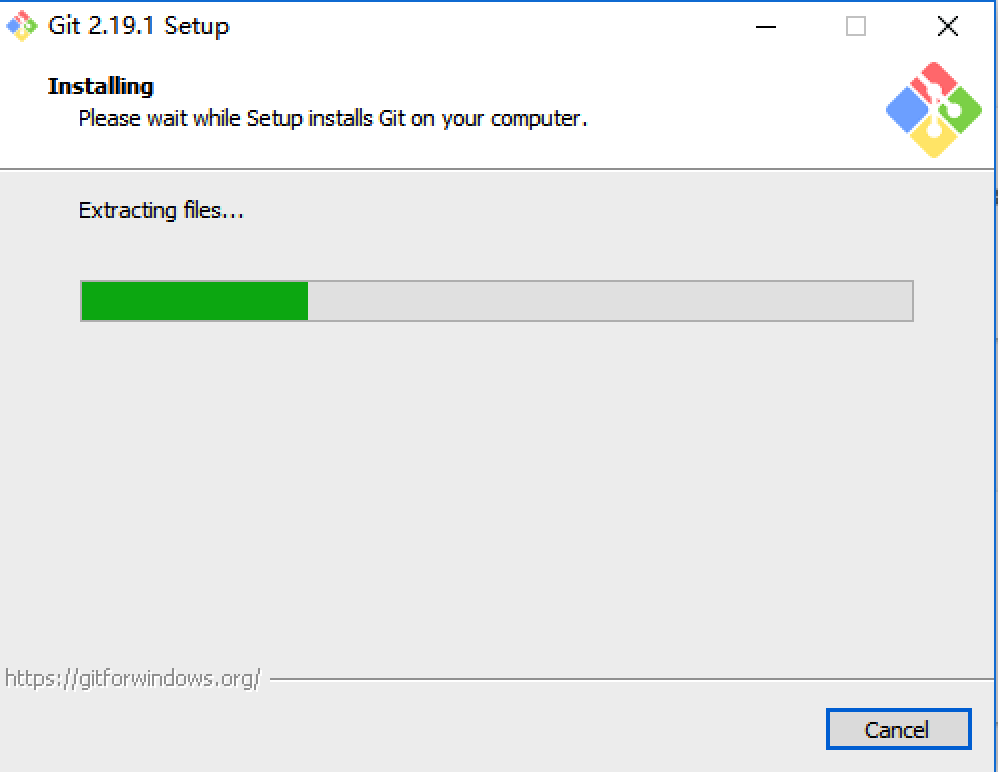 Git 2.19.1 Setup
Installing
Please wait while Setup installs Git on your computer.
Extracting files...
https://gitforwindows.org/
Cancel